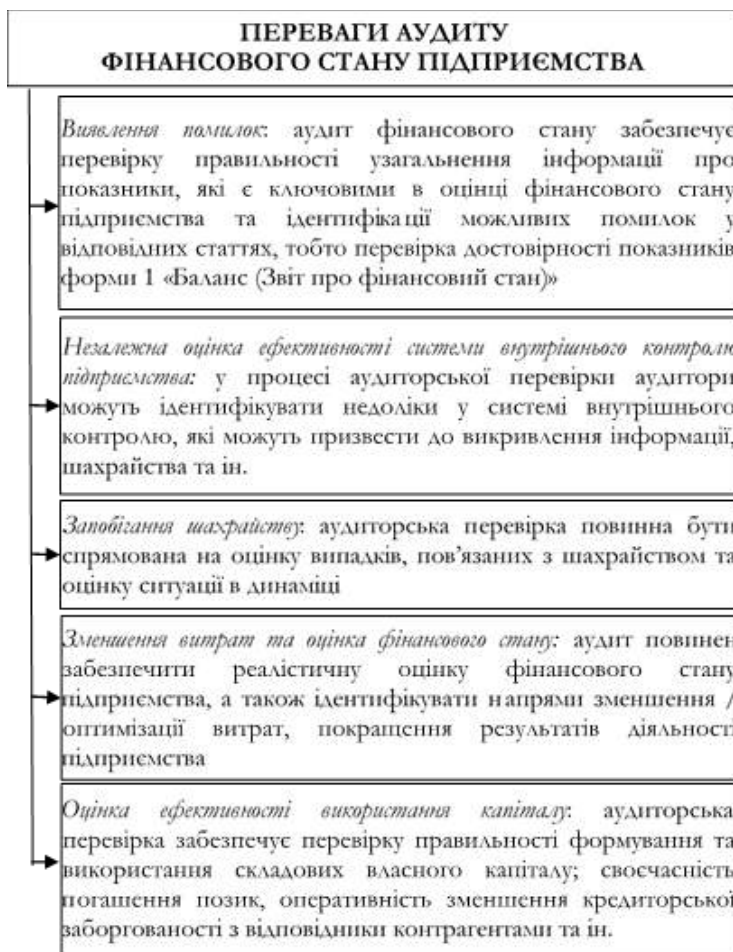 ПЕРЕВАГИ АУДИТУ
ФІНАНСОВОГО СТАНУ ПІДПРИЄМСТВА
Виявлення помилок: аудит фінансового стану забезпечує
перевірку правильності узагальнення інформації про
показники, які є ключовими в оцінці фінансового стану
підприємства та ідентифікації можливих помилок у
відповідних статтях, тобто перевірка достовірності показників
форми 1 «Баланс (Звіт про фінансовий стан)»
Незалежна оцінка ефективності системи внутрішнього контролю
підприємства: у процесі аудиторської перевірки аудитори
можуть ідентифікувати недоліки у системі внутрішнього
контролю, які можуть призвести до викривлення інформації,
шахрайства та ін.
Запобігання шахрайству: аудиторська перевірка повинна бути
спрямована на оцінку випадків, пов’язаних з шахрайством та
оцінку ситуації в динаміці
Зменшення витрат та оцінка фінансового стану: аудит повинен
забезпечити реалістичну оцінку фінансового стану
підприємства, а також ідентифікувати напрями зменшення /
оптимізації витрат, покращення результатів діяльності
підприємства
Оцінка ефективності використання капіталу: аудиторська
перевірка забезпечує перевірку правильності формування та
використання складових власного капіталу; своєчасність
погашення позик, оперативність зменшення кредиторської
заборгованості з відповідники контрагентами та ін.